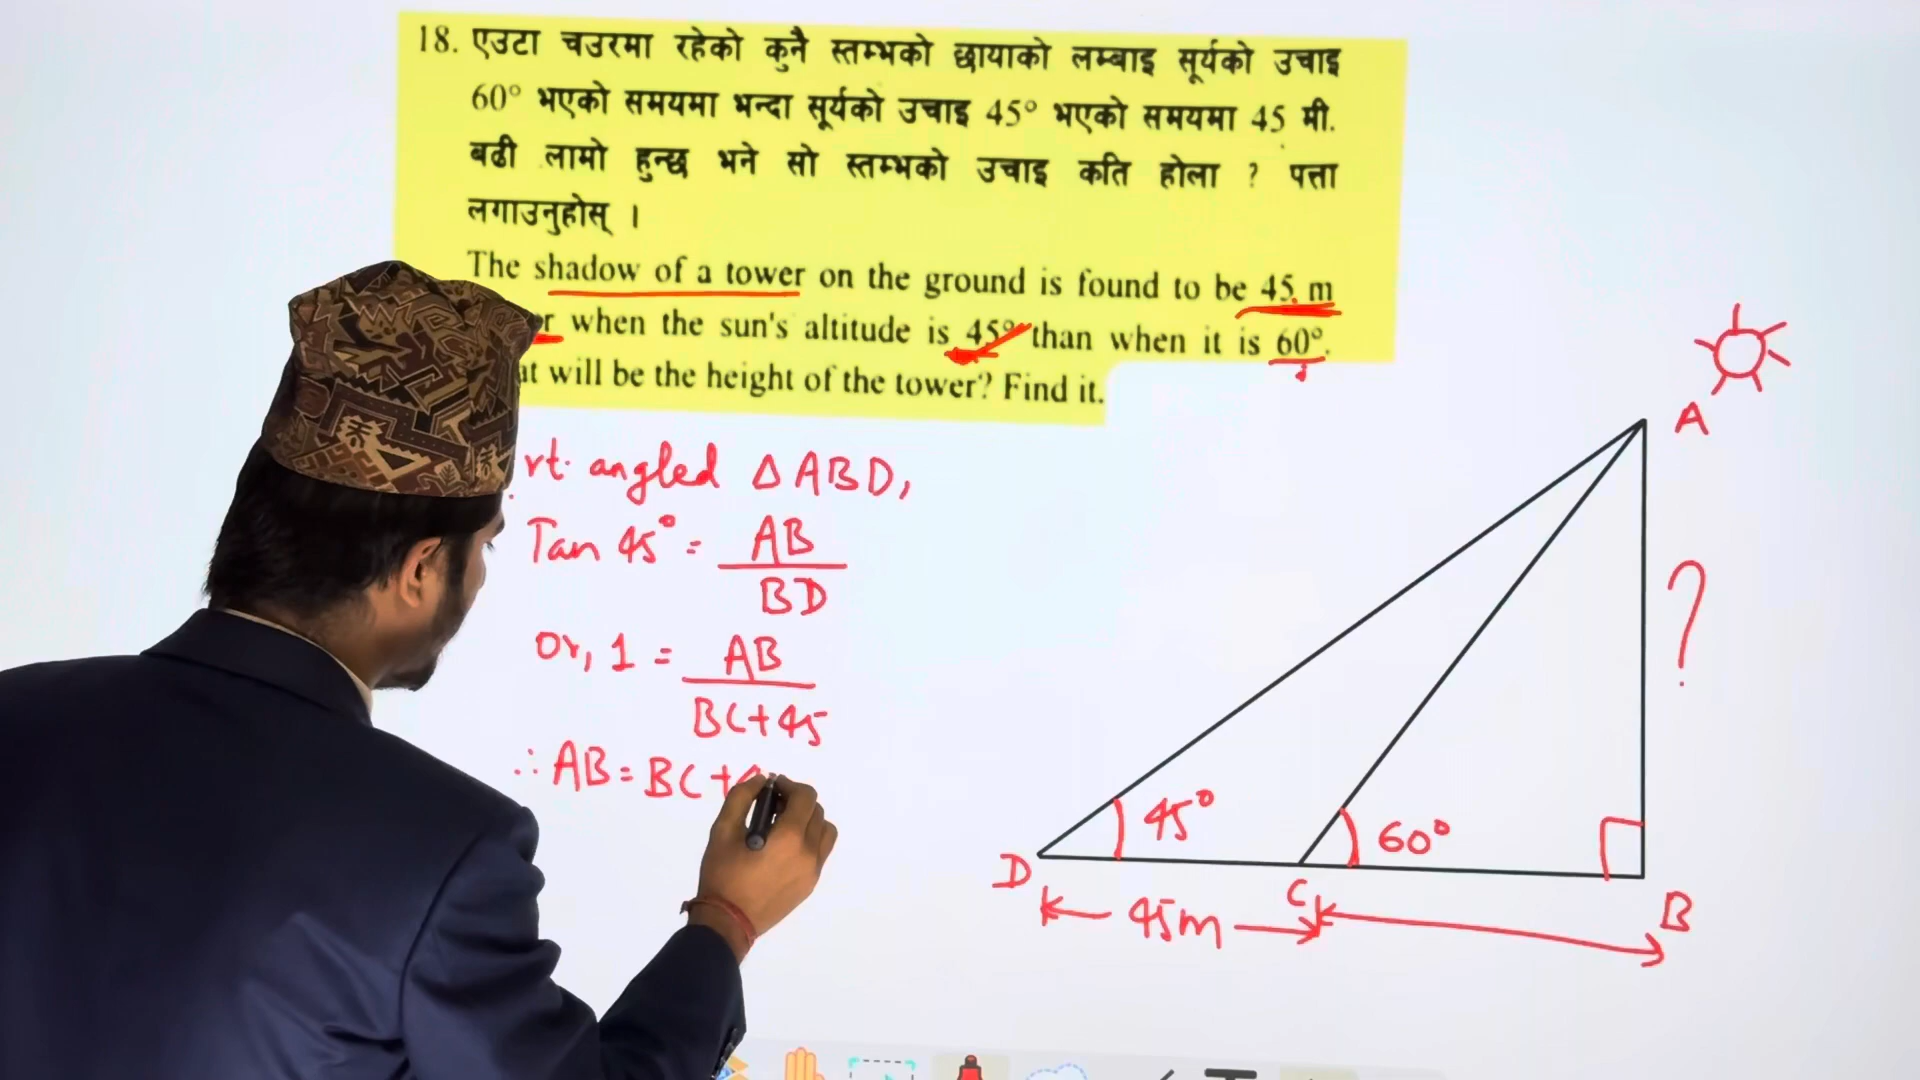 18. एउटा चउरमा रहेको कुनै स्तम्भको छायाको लम्बाइ सूर्यको उचाइ
60° भएको समयमा भन्दा सूर्यको उचाइ 45° भएको समयमा 45 मी.
बढी लामो हुन्छ भने सो स्तम्भको उचाइ कति होला ? पत्ता
लगाउनुहोस् ।
The shadow of a tower on the ground is found to be 45 m
when the sun's altitude is 45° than when it is 60°.
will be the height of the tower? Find it.
rt. angled Δ ABD,
Tan 45° = AB
BD
or, 1 = AB
BC+45
∴ AB = BC +
A
?
45°
60°
D
C
B
45m